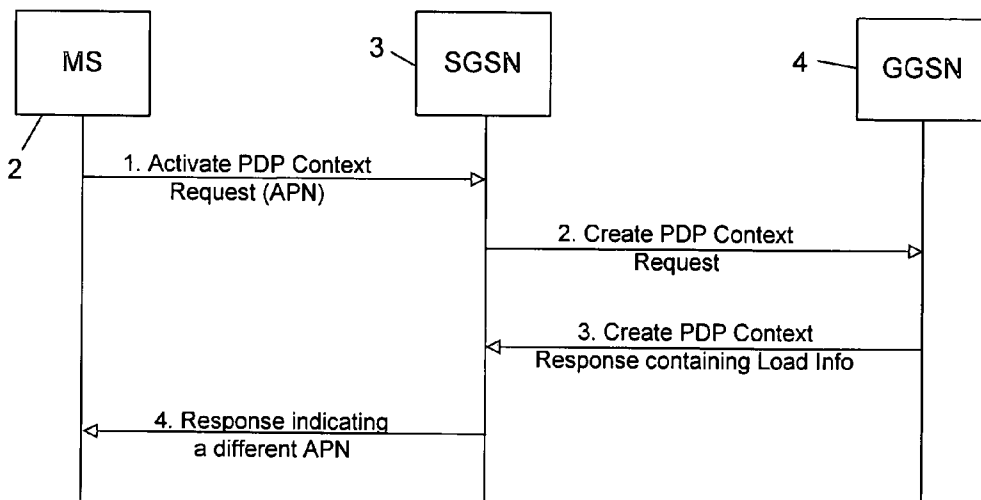 MS
3
SGSN
4
GGSN
2
1. Activate PDP Context
Request (APN)
2. Create PDP Context
Request
3. Create PDP Context
Response containing Load Info
4. Response indicating
a different APN